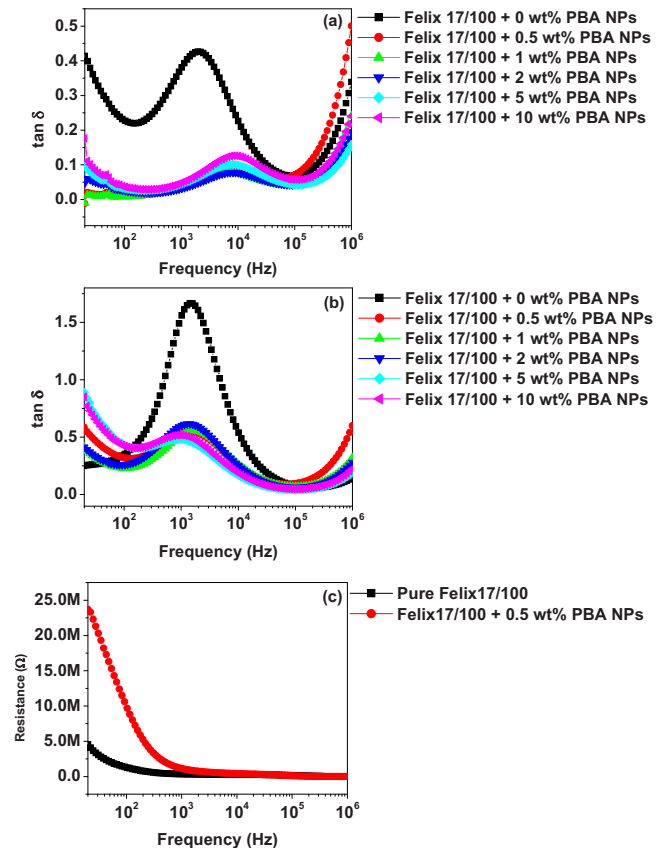 (a)
Felix 17/100 + 0 wt% PBA NPs
Felix 17/100 + 0.5 wt% PBA NPs
Felix 17/100 + 1 wt% PBA NPs
Felix 17/100 + 2 wt% PBA NPs
Felix 17/100 + 5 wt% PBA NPs
Felix 17/100 + 10 wt% PBA NPs
tan δ
0.5
0.4
0.3
0.2
0.1
0.0
10² 10³ 10⁴ 10⁵ 10⁶
Frequency (Hz)
(b)
Felix 17/100 + 0 wt% PBA NPs
Felix 17/100 + 0.5 wt% PBA NPs
Felix 17/100 + 1 wt% PBA NPs
Felix 17/100 + 2 wt% PBA NPs
Felix 17/100 + 5 wt% PBA NPs
Felix 17/100 + 10 wt% PBA NPs
tan δ
1.5
1.0
0.5
0.0
10² 10³ 10⁴ 10⁵ 10⁶
Frequency (Hz)
(c)
Pure Felix17/100
Felix17/100 + 0.5 wt% PBA NPs
Resistance (Ω)
25.0M
20.0M
15.0M
10.0M
5.0M
0.0
10² 10³ 10⁴ 10⁵ 10⁶
Frequency (Hz)